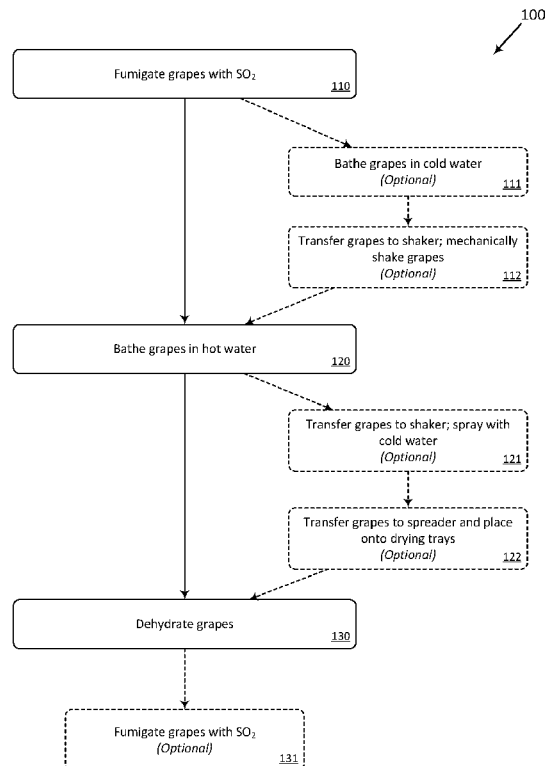 100
Fumigate grapes with SO₂
110
Bathe grapes in cold water
(Optional)
111
Transfer grapes to shaker; mechanically
shake grapes
(Optional)
112
Bathe grapes in hot water
120
Transfer grapes to shaker; spray with
cold water
(Optional)
121
Transfer grapes to spreader and place
onto drying trays
(Optional)
122
Dehydrate grapes
130
Fumigate grapes with SO₂
(Optional)
131